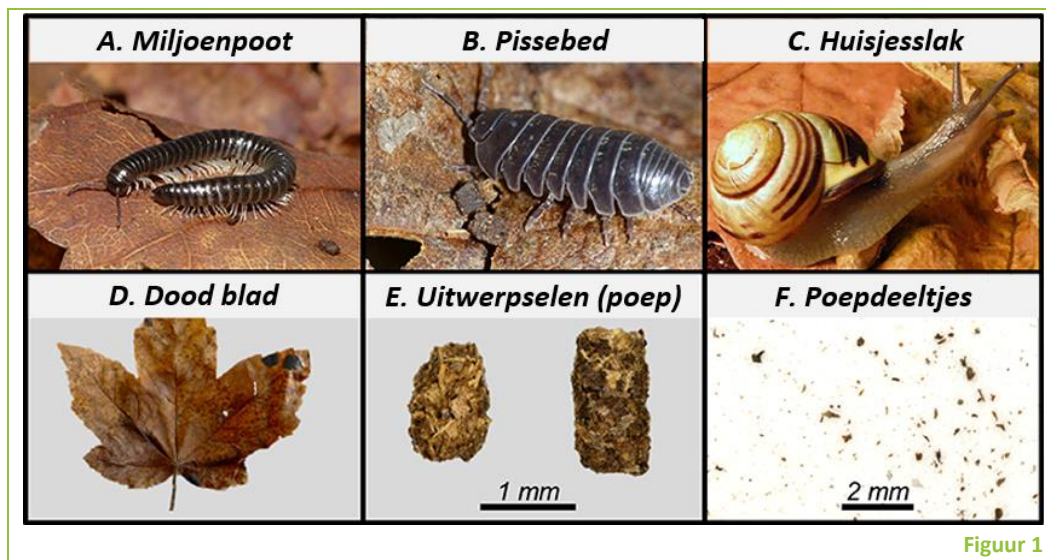 A. Miljoenpoot
B. Pissebed
C. Huisjesslak
D. Dood blad
E. Uitwerpselen (poep)
F. Poepdeeltjes
1 mm
2 mm
Figuur 1